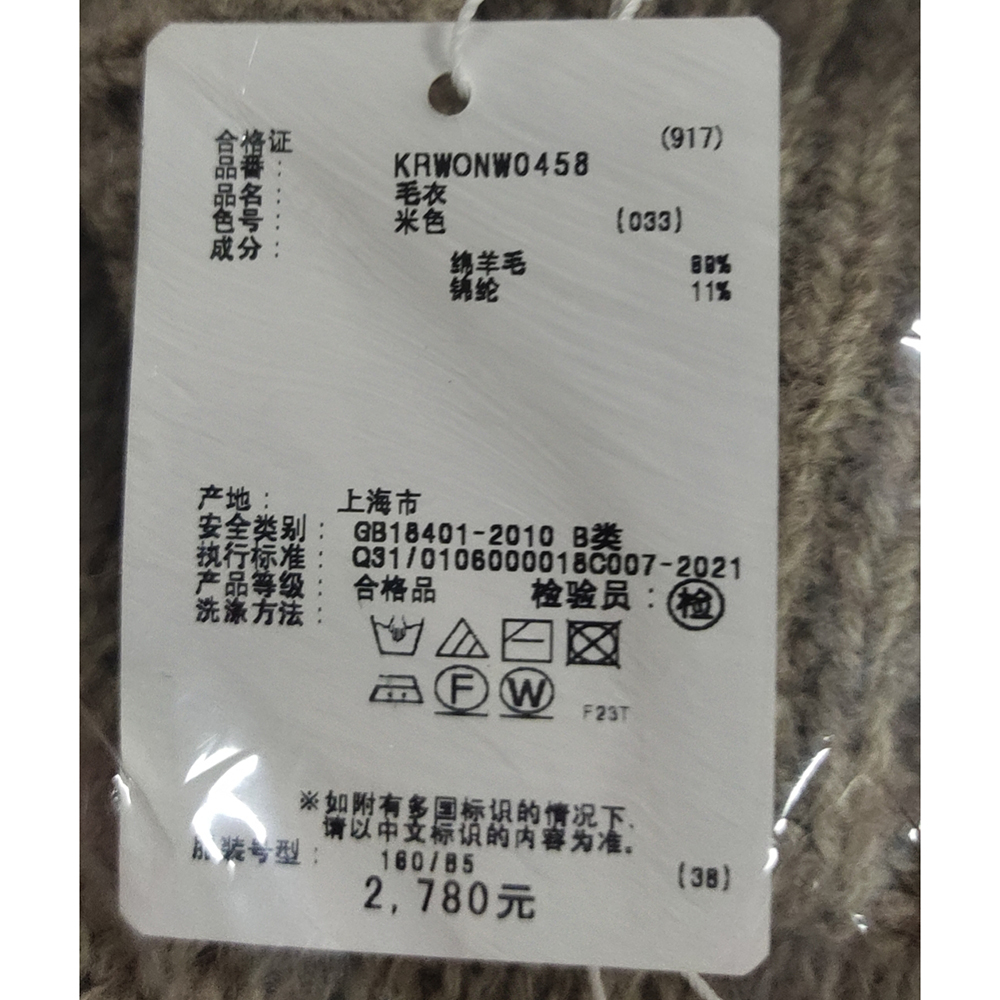 合格证
(917)
品番： KRWONW0458
品名： 毛衣
色号： 米色 (033)
成分：
绵羊毛 89%
锦纶 11%
产地： 上海市
安全类别： GB18401-2010 B类
执行标准： Q31/0106000018C007-2021
产品等级： 合格品 检验员：检
洗涤方法：
F W F23T
※如附有多国标识的情况下，
请以中文标识的内容为准。
服装号型： 160/85 (38)
2,780元